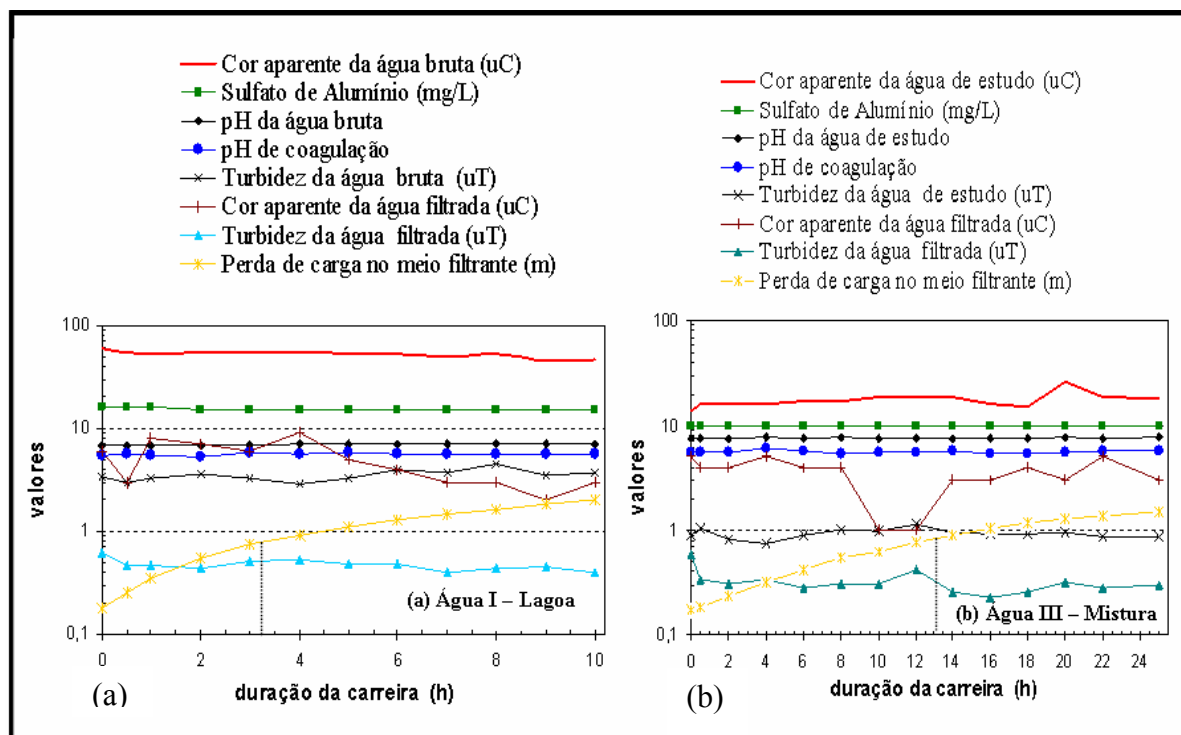 Cor aparente da água bruta (uC)
Sulfato de Alumínio (mg/L)
pH da água bruta
pH de coagulação
Turbidez da água bruta (uT)
Cor aparente da água filtrada (uC)
Turbidez da água filtrada (uT)
Perda de carga no meio filtrante (m)
100
10
1
0,1
valores
0 2 4 6 8 10
duração da carreira (h)
(a) Água I – Lagoa
(a)
Cor aparente da água de estudo (uC)
Sulfato de Alumínio (mg/L)
pH da água de estudo
pH de coagulação
Turbidez da água de estudo (uT)
Cor aparente da água filtrada (uC)
Turbidez da água filtrada (uT)
Perda de carga no meio filtrante (m)
100
10
1
0,1
valores
0 2 4 6 8 10 12 14 16 18 20 22 24
duração da carreira (h)
(b) Água III – Mistura
(b)